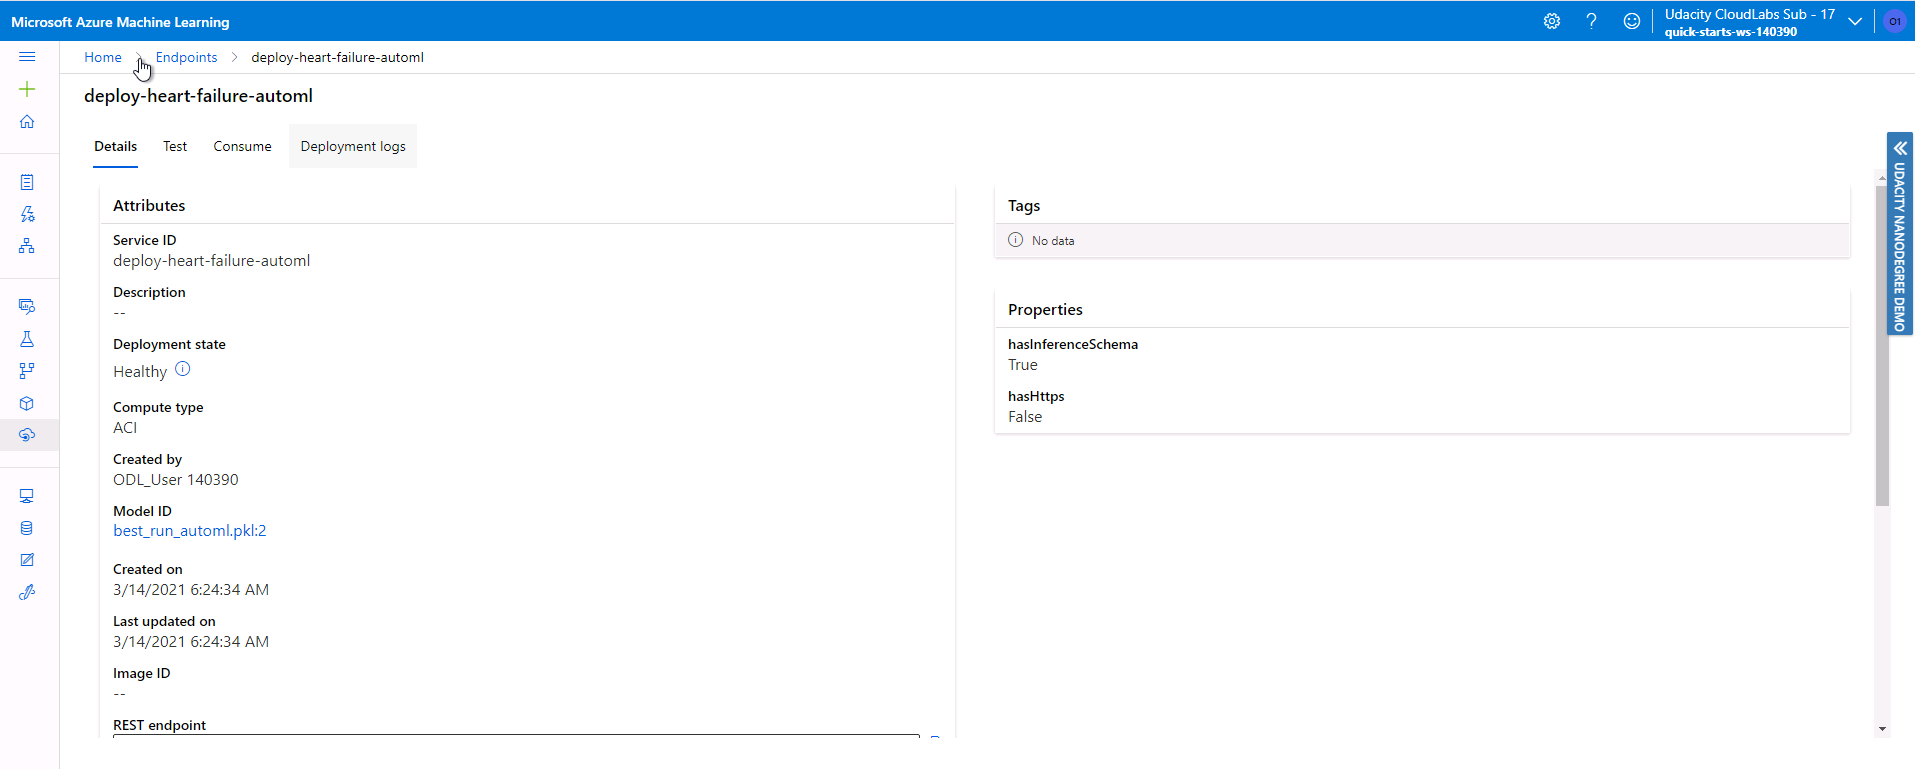 Microsoft Azure Machine Learning
Udacity CloudLabs Sub - 17
quick-starts-ws-140390
O1
Home > Endpoints > deploy-heart-failure-automl
deploy-heart-failure-automl
Details Test Consume Deployment logs
Attributes
Service ID
deploy-heart-failure-automl
Description
--
Deployment state
Healthy
Compute type
ACI
Created by
ODL_User 140390
Model ID
best_run_automl.pkl:2
Created on
3/14/2021 6:24:34 AM
Last updated on
3/14/2021 6:24:34 AM
Image ID
--
REST endpoint
Tags
No data
Properties
hasInferenceSchema
True
hasHttps
False
UDACITY NANODEGREE DEMO